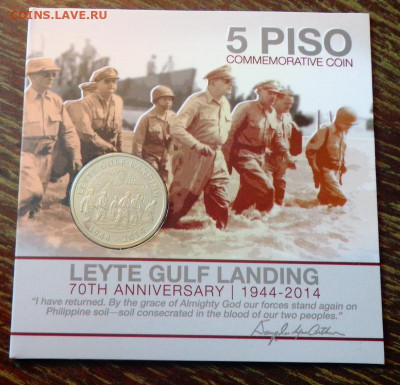 COINS.LAVE.RU
5 PISO
COMMEMORATIVE COIN
LEYTE GULF LANDING
70TH ANNIVERSARY | 1944-2014
"I have returned. By the grace of Almighty God our forces stand again on
Philippine soil—soil consecrated in the blood of our two peoples."
Douglas MacArthur